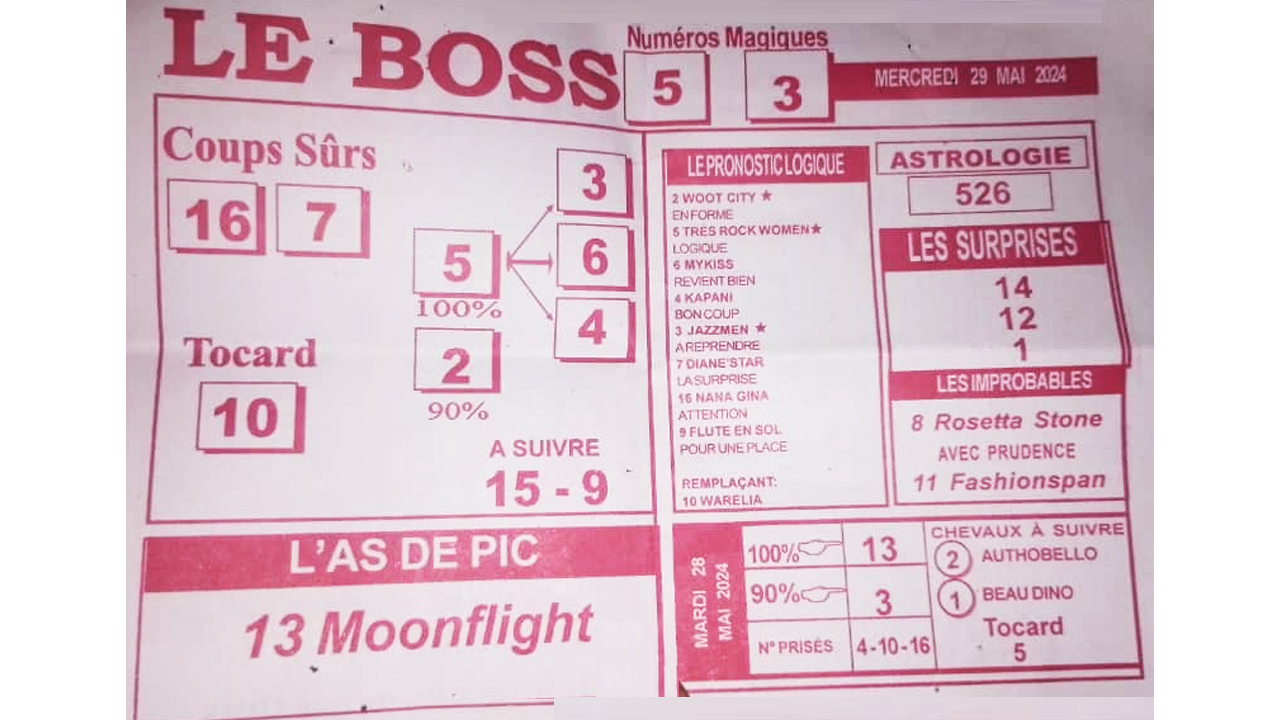 LE BOSS
Numéros Magiques
5 3
MERCREDI 29 MAI 2024
Coups Sûrs
16 7
5
100%
3
6
4
2
90%
Tocard
10
A SUIVRE
15 - 9
L'AS DE PIC
13 Moonflight
LE PRONOSTIC LOGIQUE
2 WOOT CITY ★
EN FORME
5 TRES ROCK WOMEN ★
LOGIQUE
6 MYKISS
REVIENT BIEN
4 KAPANI
BON COUP
3 JAZZMEN ★
A REPRENDRE
7 DIANE'STAR
LA SURPRISE
16 NANA GINA
ATTENTION
9 FLUTE EN SOL
POUR UNE PLACE
REMPLAÇANT:
10 WARELIA
ASTROLOGIE
526
LES SURPRISES
14
12
1
LES IMPROBABLES
8 Rosetta Stone
AVEC PRUDENCE
11 Fashionspan
MARDI 28
MAI 2024
100% 13
90% 3
N° PRISÉS 4-10-16
CHEVAUX À SUIVRE
2 AUTHOBELLO
1 BEAU DINO
Tocard
5